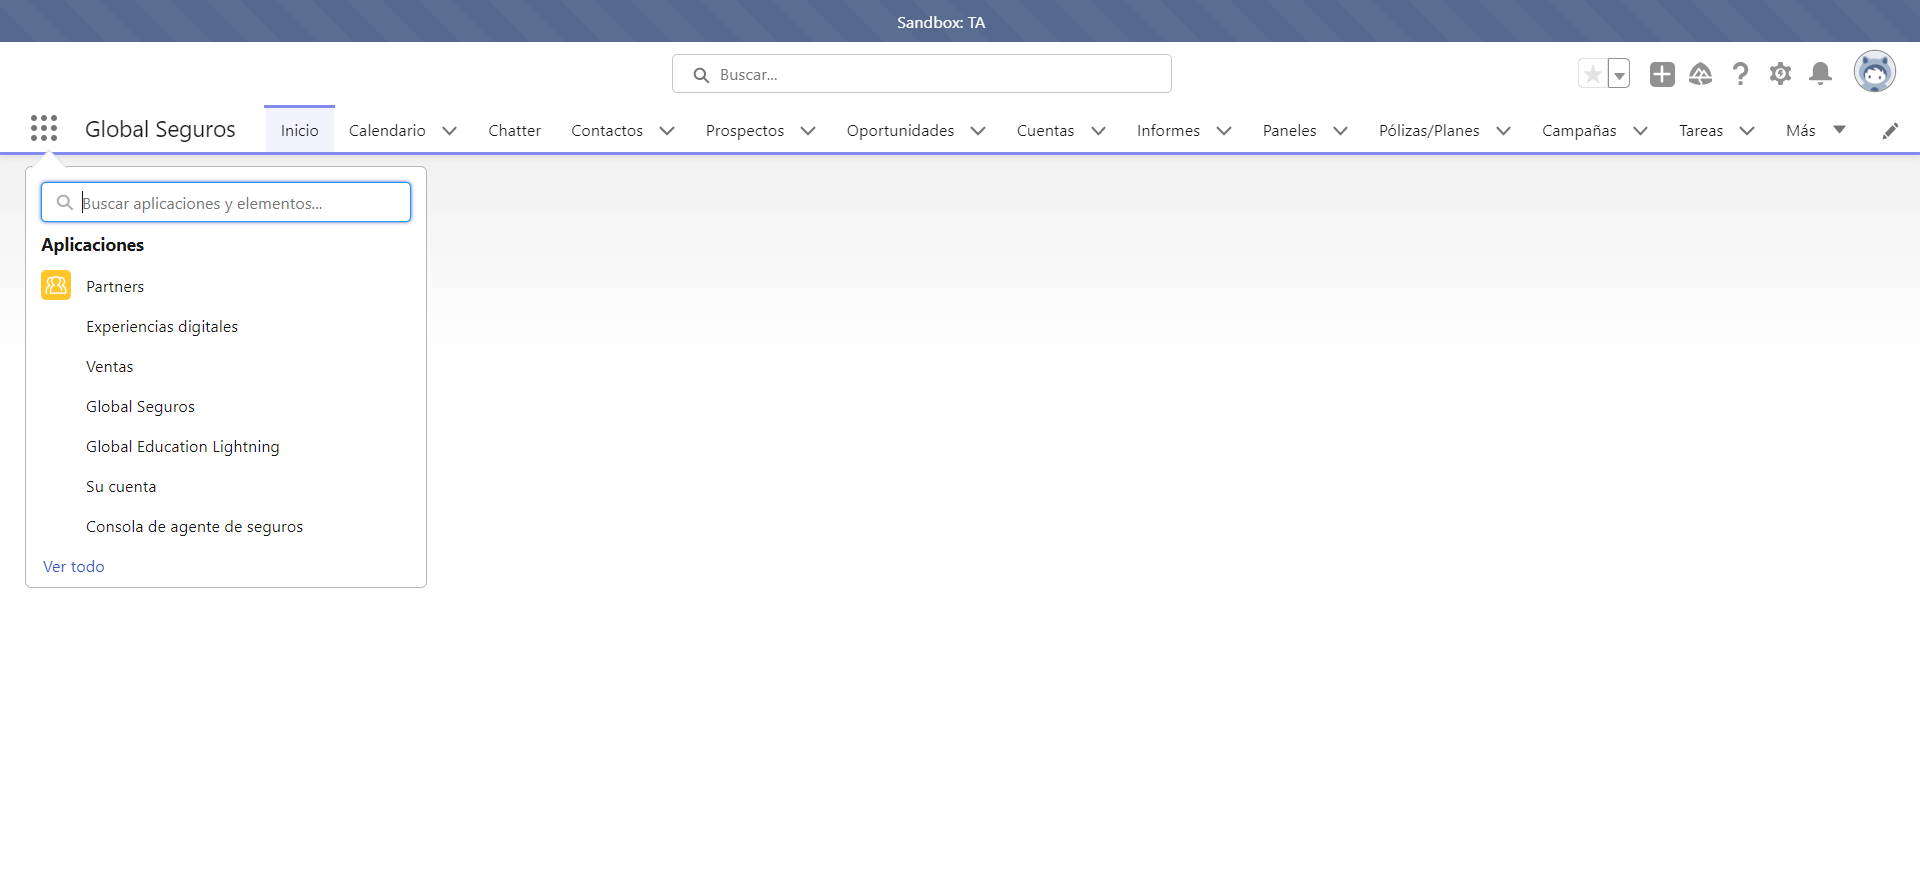 Sandbox: TA
Buscar...
Global Seguros
Inicio
Calendario
Chatter
Contactos
Prospectos
Oportunidades
Cuentas
Informes
Paneles
Pólizas/Planes
Campañas
Tareas
Más
Buscar aplicaciones y elementos...
Aplicaciones
Partners
Experiencias digitales
Ventas
Global Seguros
Global Education Lightning
Su cuenta
Consola de agente de seguros
Ver todo